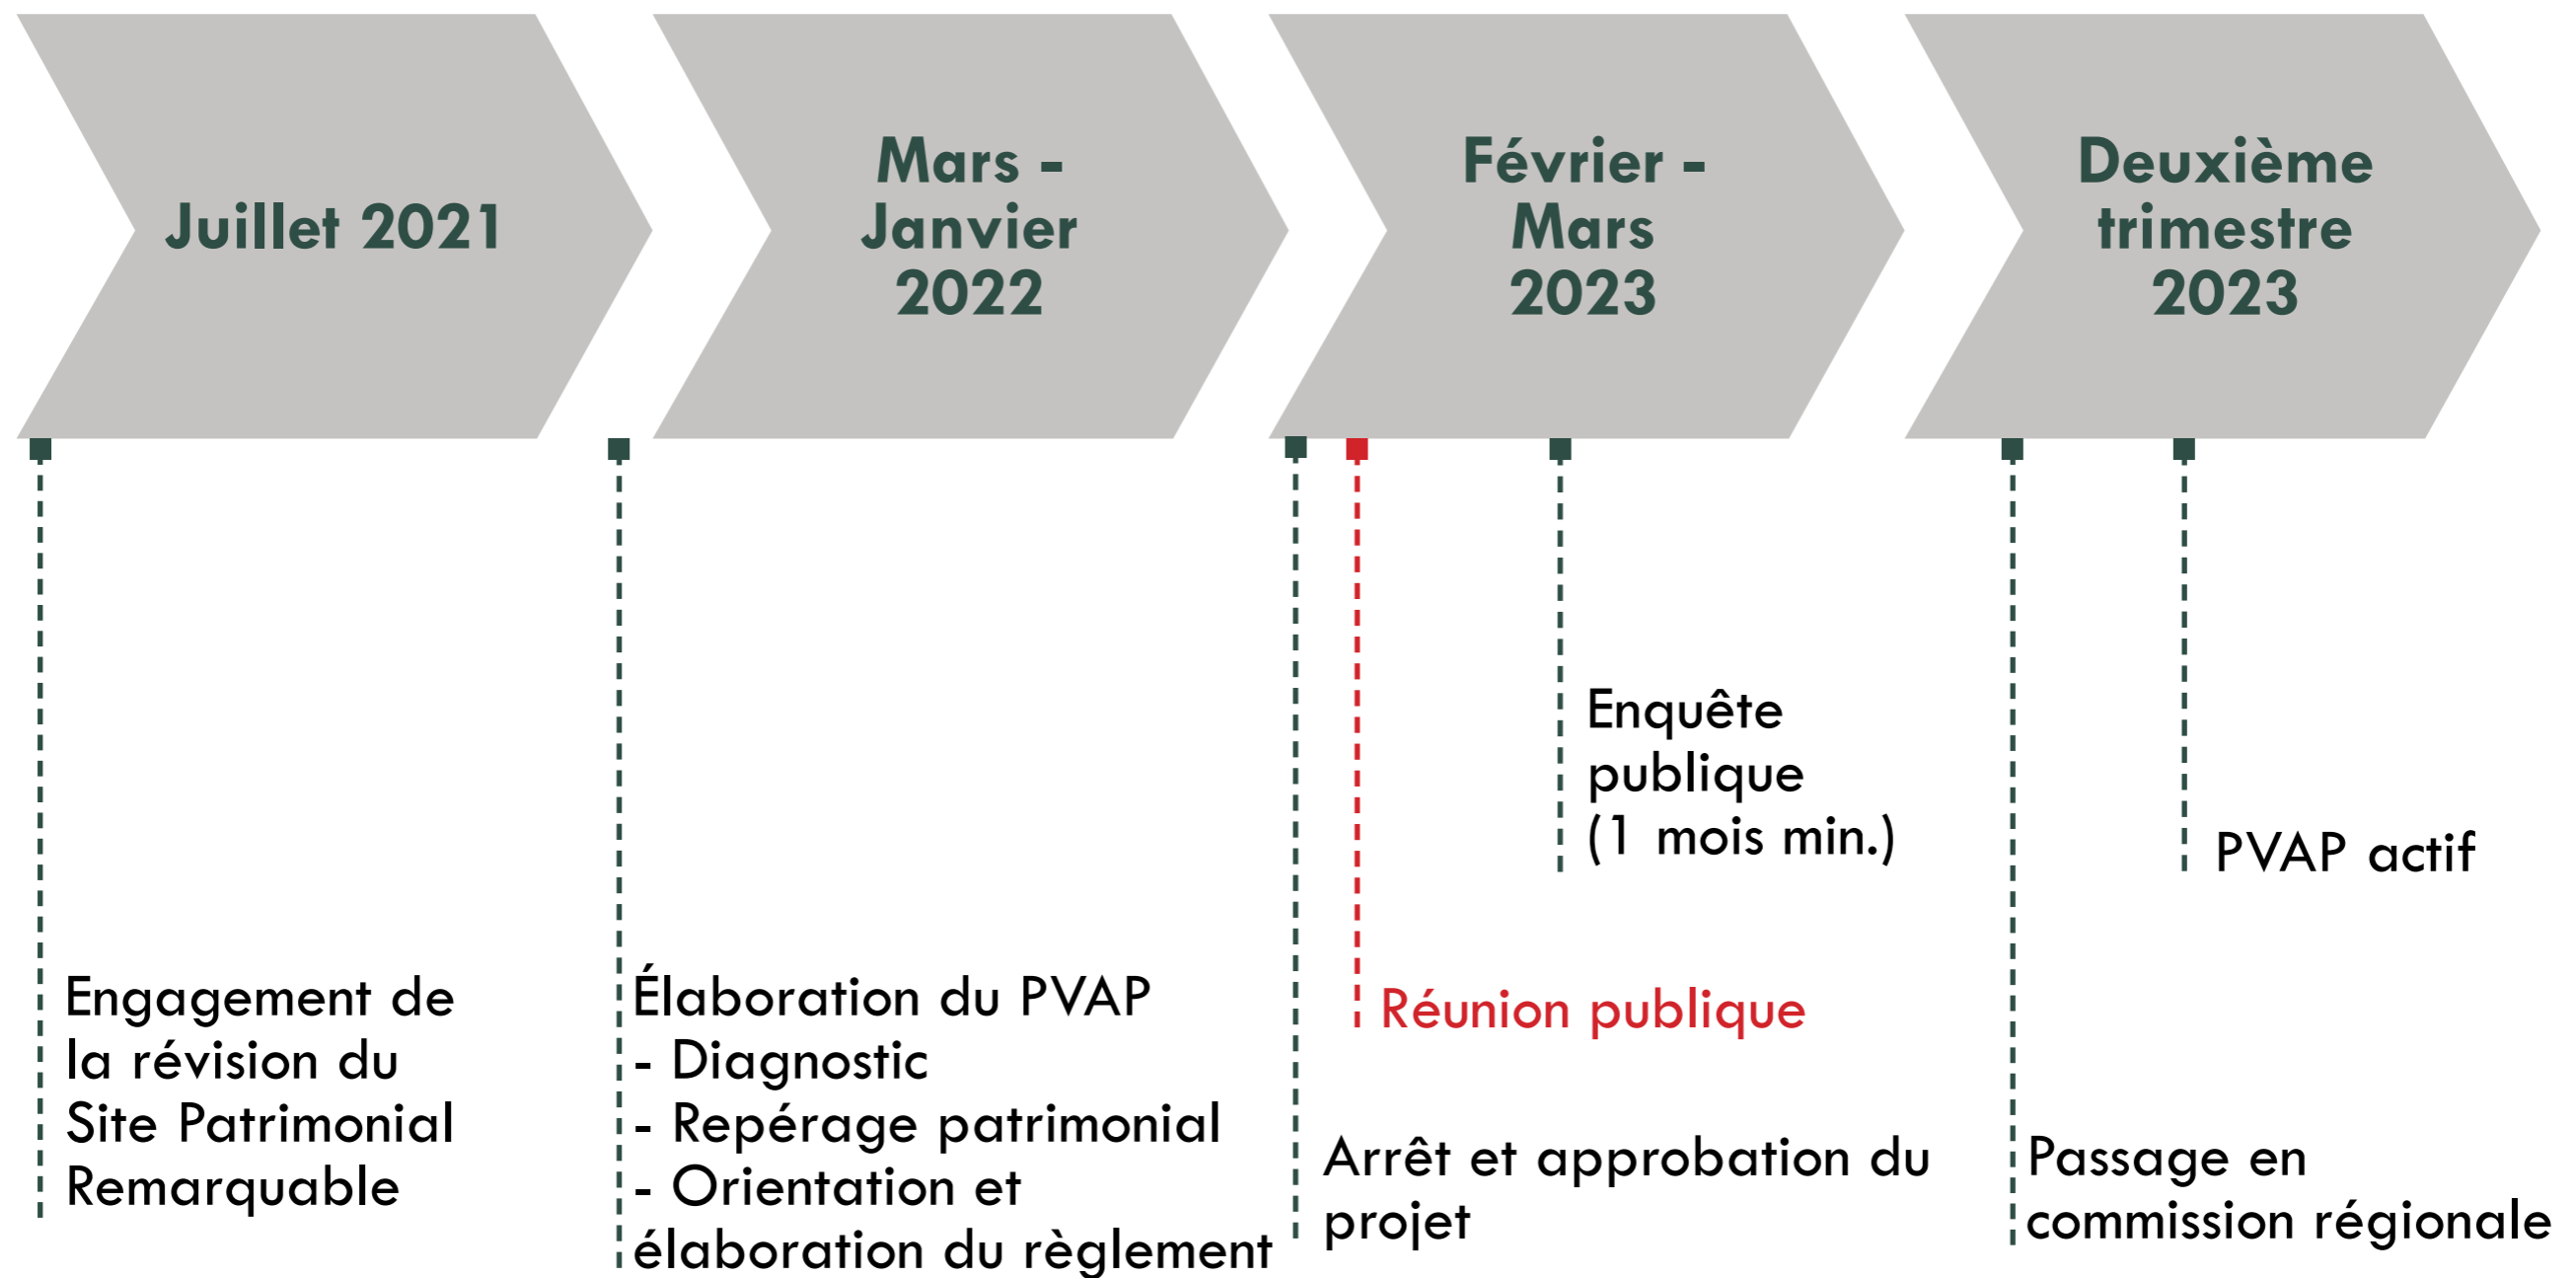 Juillet 2021
Mars -
Janvier
2022
Février -
Mars
2023
Deuxième
trimestre
2023
Engagement de
la révision du
Site Patrimonial
Remarquable
Élaboration du PVAP
- Diagnostic
- Repérage patrimonial
- Orientation et
élaboration du règlement
Arrêt et approbation du
projet
Réunion publique
Enquête
publique
(1 mois min.)
Passage en
commission régionale
PVAP actif